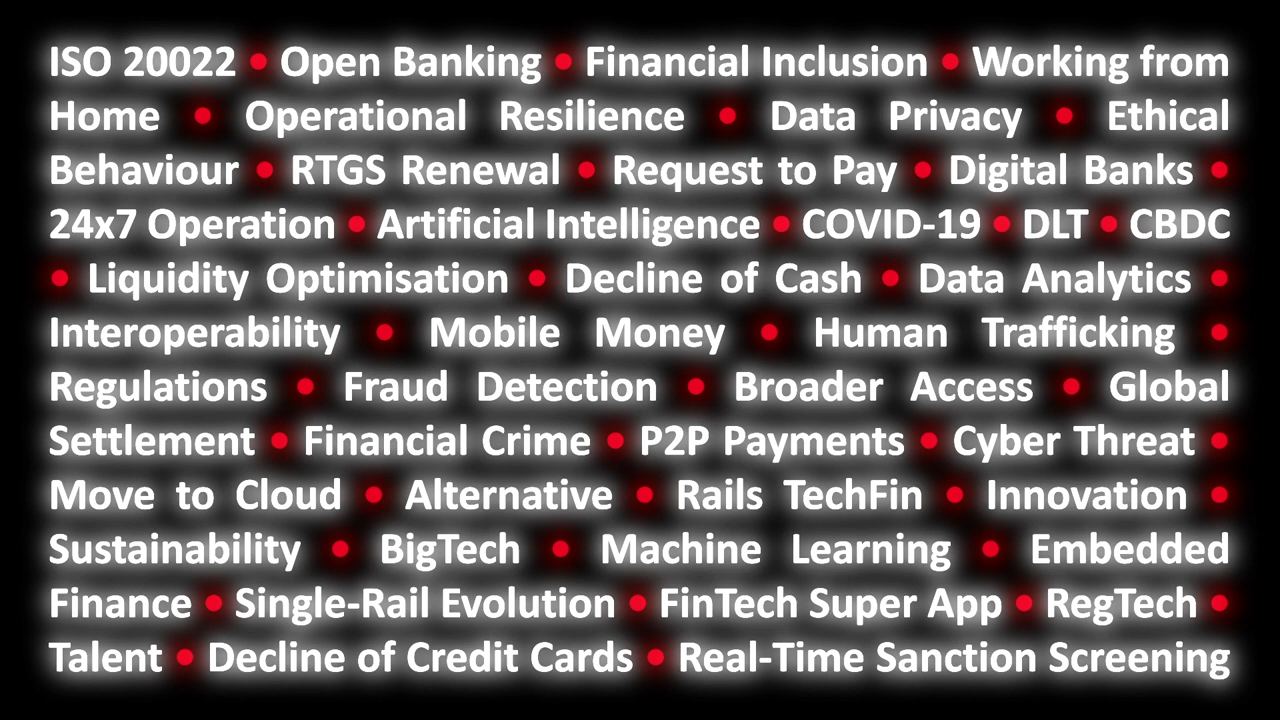 ISO 20022 • Open Banking • Financial Inclusion • Working from
Home • Operational Resilience • Data Privacy • Ethical
Behaviour • RTGS Renewal • Request to Pay • Digital Banks •
24x7 Operation • Artificial Intelligence • COVID-19 • DLT • CBDC
• Liquidity Optimisation • Decline of Cash • Data Analytics •
Interoperability • Mobile Money • Human Trafficking •
Regulations • Fraud Detection • Broader Access • Global
Settlement • Financial Crime • P2P Payments • Cyber Threat •
Move to Cloud • Alternative • Rails TechFin • Innovation •
Sustainability • BigTech • Machine Learning • Embedded
Finance • Single-Rail Evolution • FinTech Super App • RegTech •
Talent • Decline of Credit Cards • Real-Time Sanction Screening